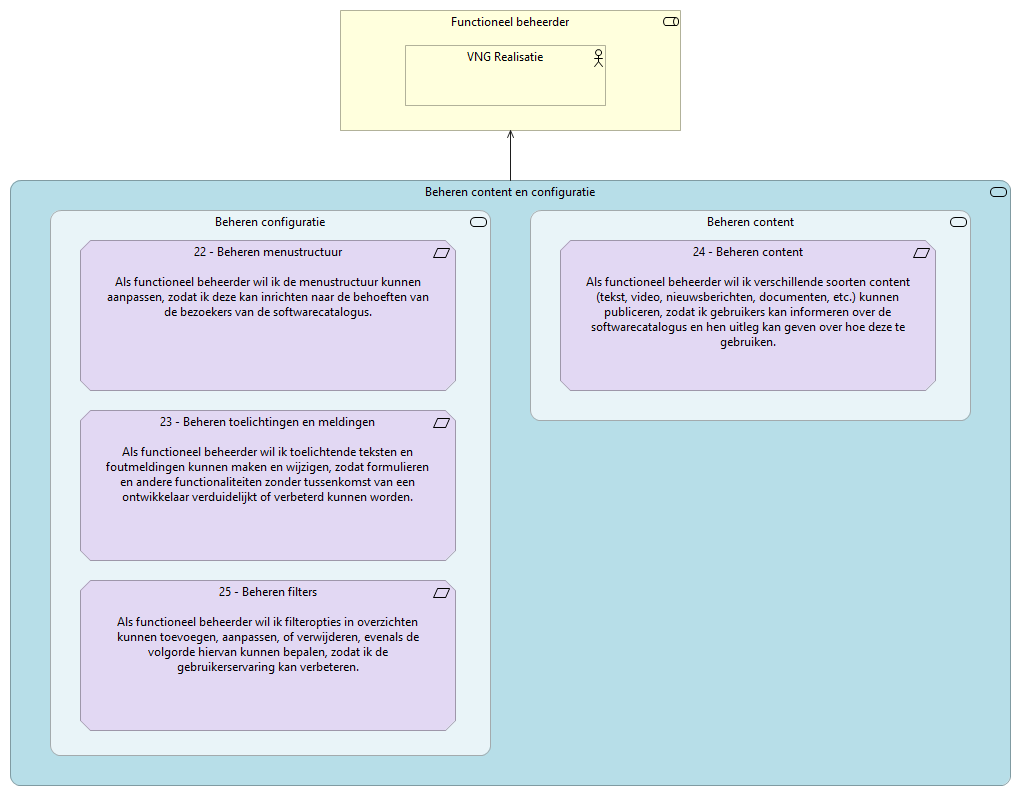 Functioneel beheerder
VNG Realisatie
Beheren content en configuratie
Beheren configuratie
22 - Beheren menustructuur
Als functioneel beheerder wil ik de menustructuur kunnen
aanpassen, zodat ik deze kan inrichten naar de behoeften van
de bezoekers van de softwarecatalogus.
23 - Beheren toelichtingen en meldingen
Als functioneel beheerder wil ik toelichtende teksten en
foutmeldingen kunnen maken en wijzigen, zodat formulieren
en andere functionaliteiten zonder tussenkomst van een
ontwikkelaar verduidelijkt of verbeterd kunnen worden.
25 - Beheren filters
Als functioneel beheerder wil ik filteropties in overzichten
kunnen toevoegen, aanpassen, of verwijderen, evenals de
volgorde hiervan kunnen bepalen, zodat ik de
gebruikerservaring kan verbeteren.
Beheren content
24 - Beheren content
Als functioneel beheerder wil ik verschillende soorten content
(tekst, video, nieuwsberichten, documenten, etc.) kunnen
publiceren, zodat ik gebruikers kan informeren over de
softwarecatalogus en hen uitleg kan geven over hoe deze te
gebruiken.